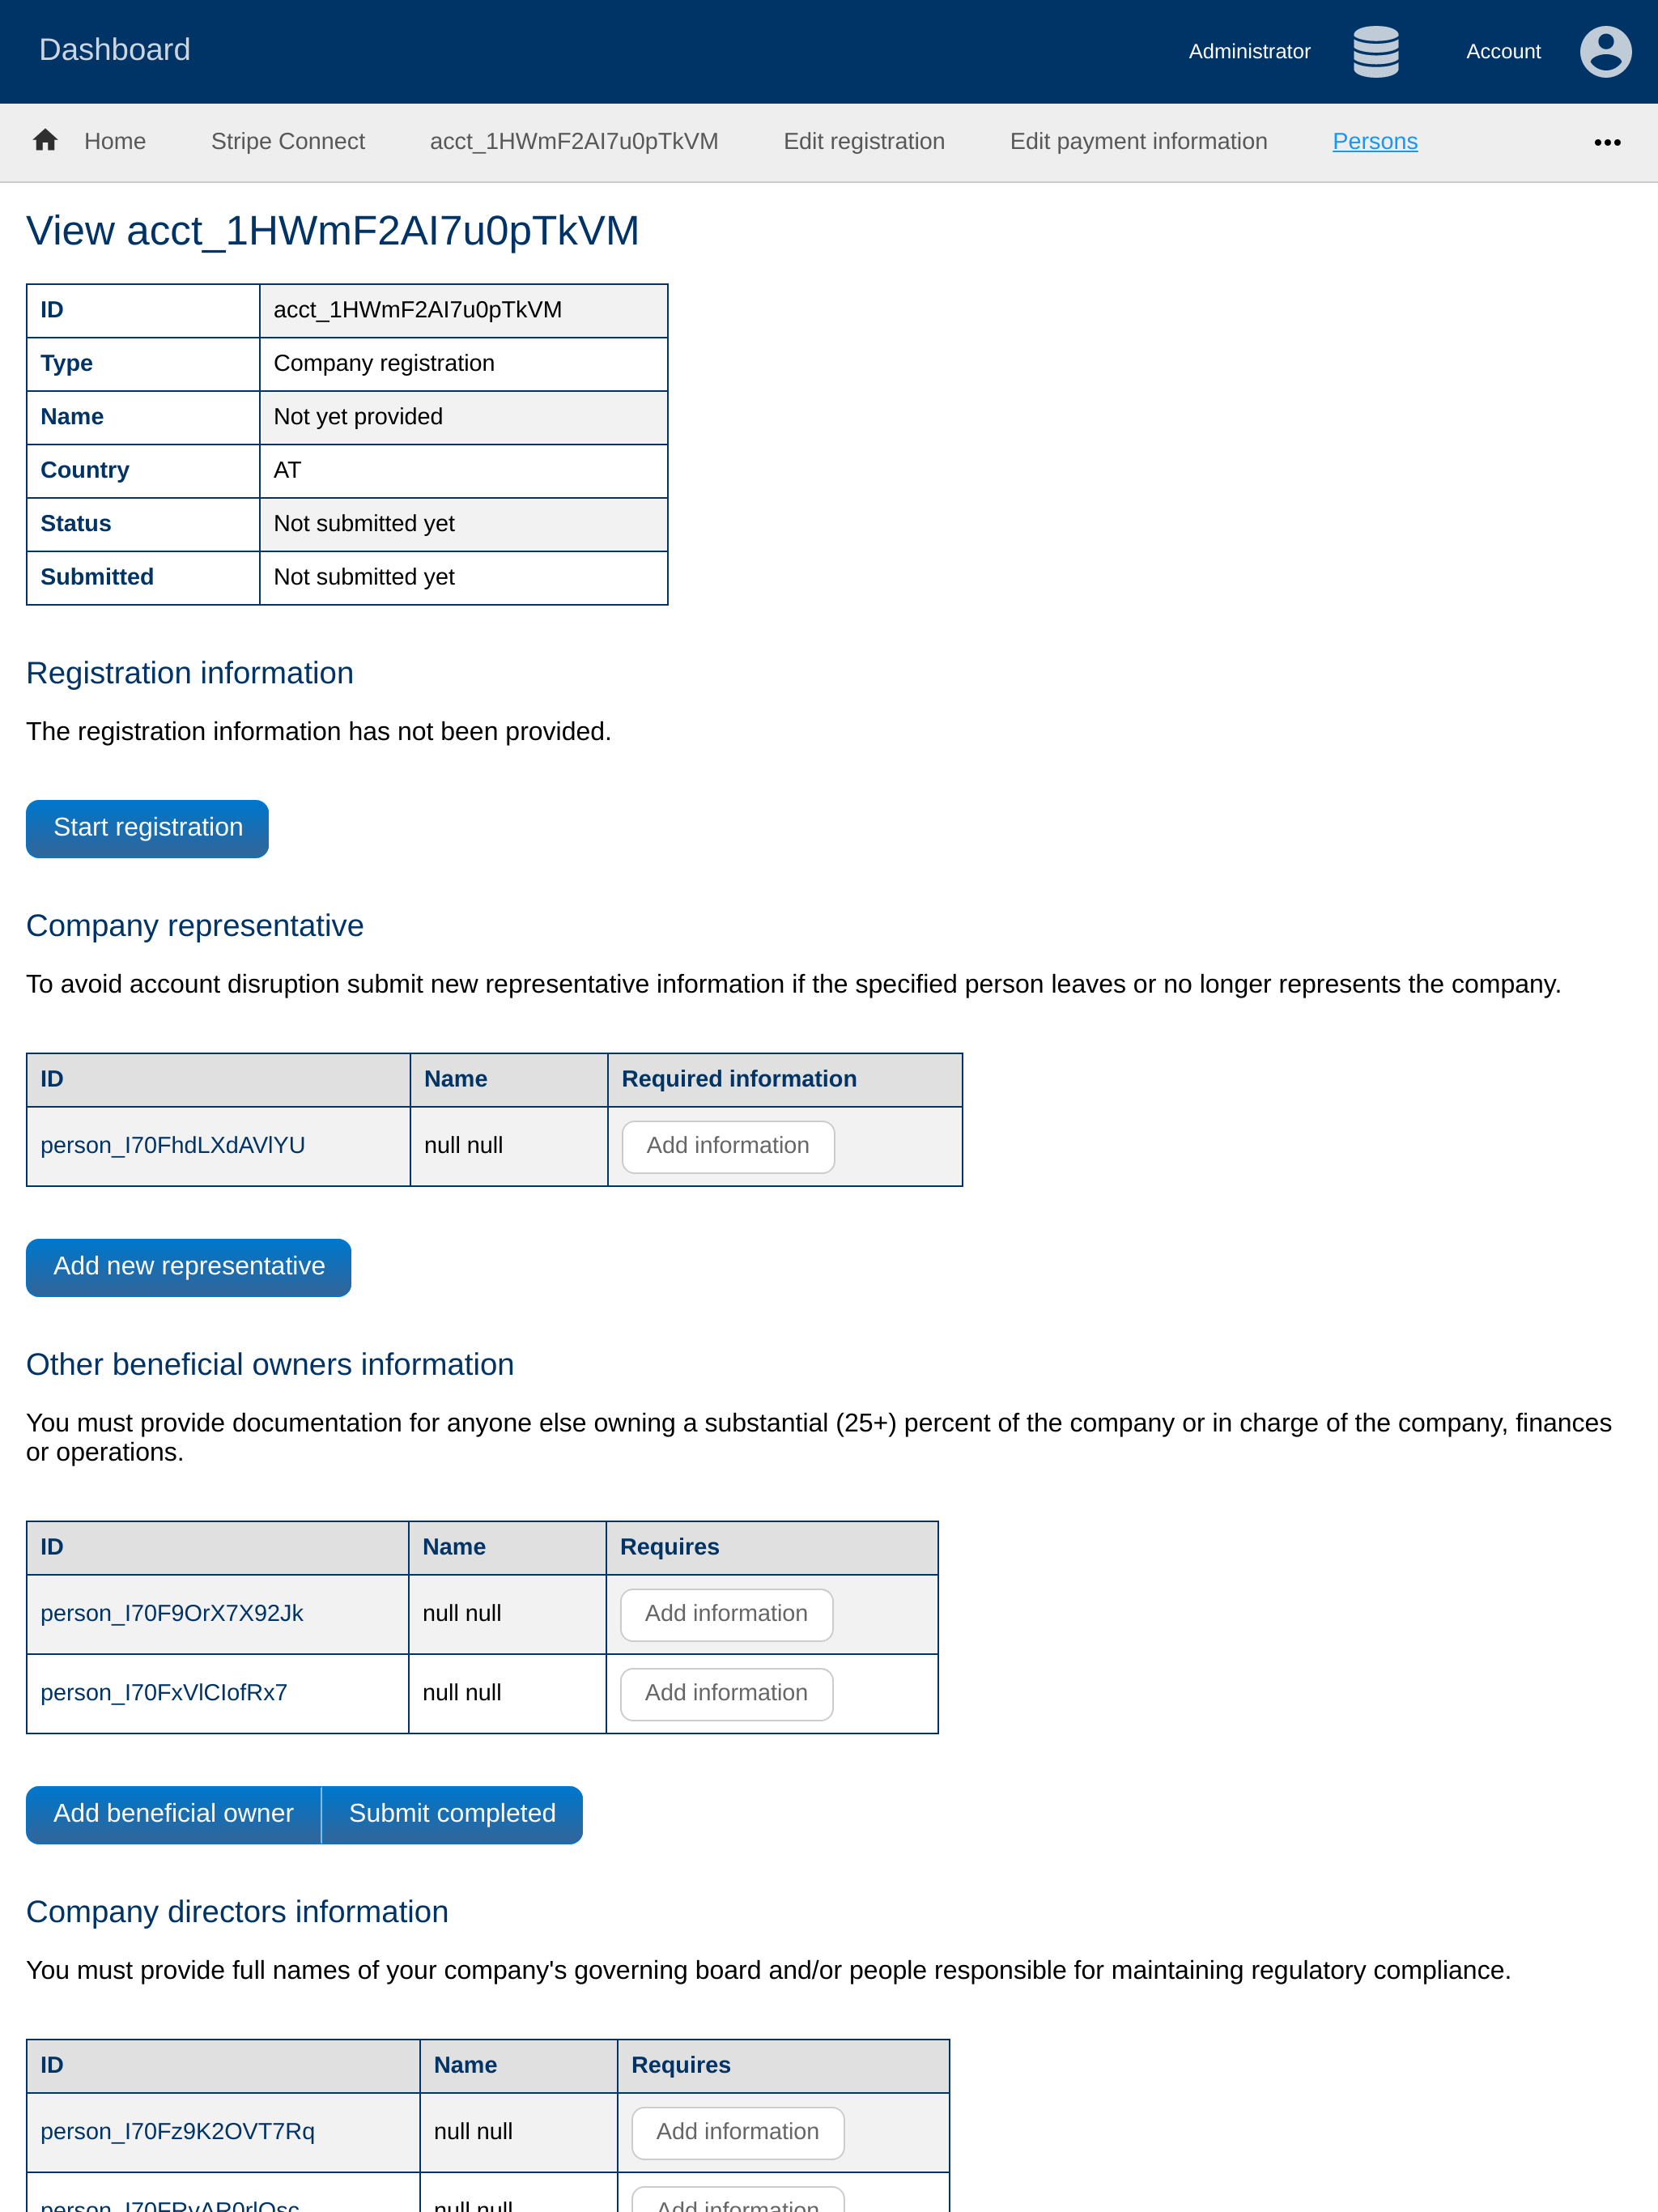 Dashboard
Administrator
Account
Home
Stripe Connect
acct_1HWmF2AI7u0pTkVM
Edit registration
Edit payment information
Persons
•••
View acct_1HWmF2AI7u0pTkVM
ID acct_1HWmF2AI7u0pTkVM
Type Company registration
Name Not yet provided
Country AT
Status Not submitted yet
Submitted Not submitted yet
Registration information
The registration information has not been provided.
Start registration
Company representative
To avoid account disruption submit new representative information if the specified person leaves or no longer represents the company.
ID Name Required information
person_I70FhdLXdAVlYU null null Add information
Add new representative
Other beneficial owners information
You must provide documentation for anyone else owning a substantial (25+) percent of the company or in charge of the company, finances
or operations.
ID Name Requires
person_I70F9OrX7X92Jk null null Add information
person_I70FxVlCIofRx7 null null Add information
Add beneficial owner Submit completed
Company directors information
You must provide full names of your company's governing board and/or people responsible for maintaining regulatory compliance.
ID Name Requires
person_I70Fz9K2OVT7Rq null null Add information
null null Add information